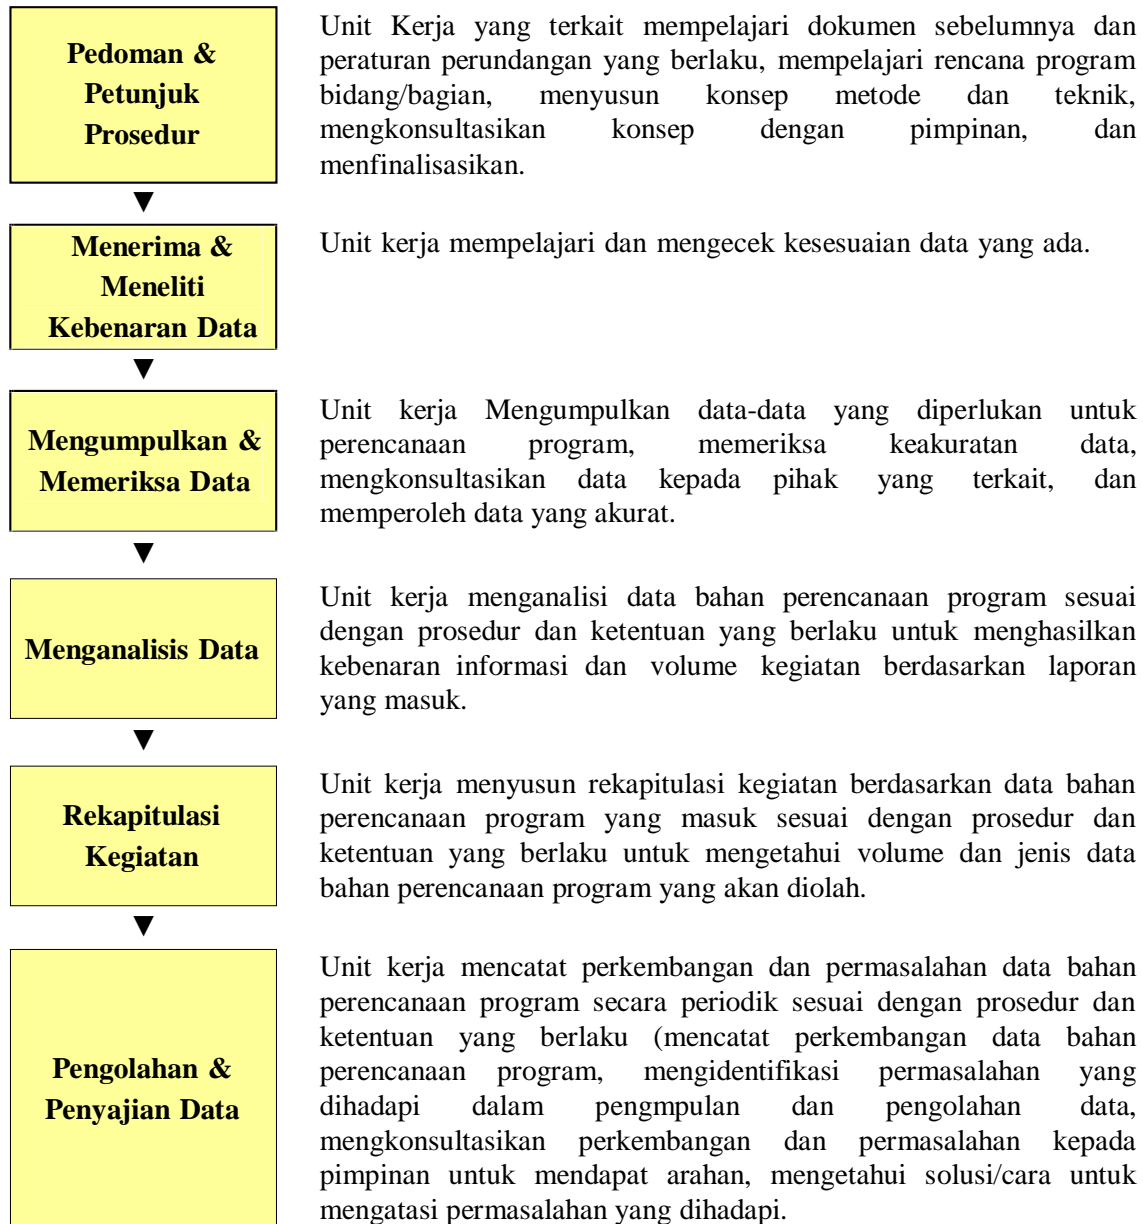 Pedoman &
Petunjuk
Prosedur
Unit Kerja yang terkait mempelajari dokumen sebelumnya dan
peraturan perundangan yang berlaku, mempelajari rencana program
bidang/bagian, menyusun konsep metode dan teknik,
mengkonsultasikan konsep dengan pimpinan, dan
menfinalisasikan.
▼
Menerima &
Meneliti
Kebenaran Data
Unit kerja mempelajari dan mengecek kesesuaian data yang ada.
▼
Mengumpulkan &
Memeriksa Data
Unit kerja Mengumpulkan data-data yang diperlukan untuk
perencanaan program, memeriksa keakuratan data,
mengkonsultasikan data kepada pihak yang terkait, dan
memperoleh data yang akurat.
▼
Menganalisis Data
Unit kerja menganalisi data bahan perencanaan program sesuai
dengan prosedur dan ketentuan yang berlaku untuk menghasilkan
kebenaran informasi dan volume kegiatan berdasarkan laporan
yang masuk.
▼
Rekapitulasi
Kegiatan
Unit kerja menyusun rekapitulasi kegiatan berdasarkan data bahan
perencanaan program yang masuk sesuai dengan prosedur dan
ketentuan yang berlaku untuk mengetahui volume dan jenis data
bahan perencanaan program yang akan diolah.
▼
Pengolahan &
Penyajian Data
Unit kerja mencatat perkembangan dan permasalahan data bahan
perencanaan program secara periodik sesuai dengan prosedur dan
ketentuan yang berlaku (mencatat perkembangan data bahan
perencanaan program, mengidentifikasi permasalahan yang
dihadapi dalam pengmpulan dan pengolahan data,
mengkonsultasikan perkembangan dan permasalahan kepada
pimpinan untuk mendapat arahan, mengetahui solusi/cara untuk
mengatasi permasalahan yang dihadapi.